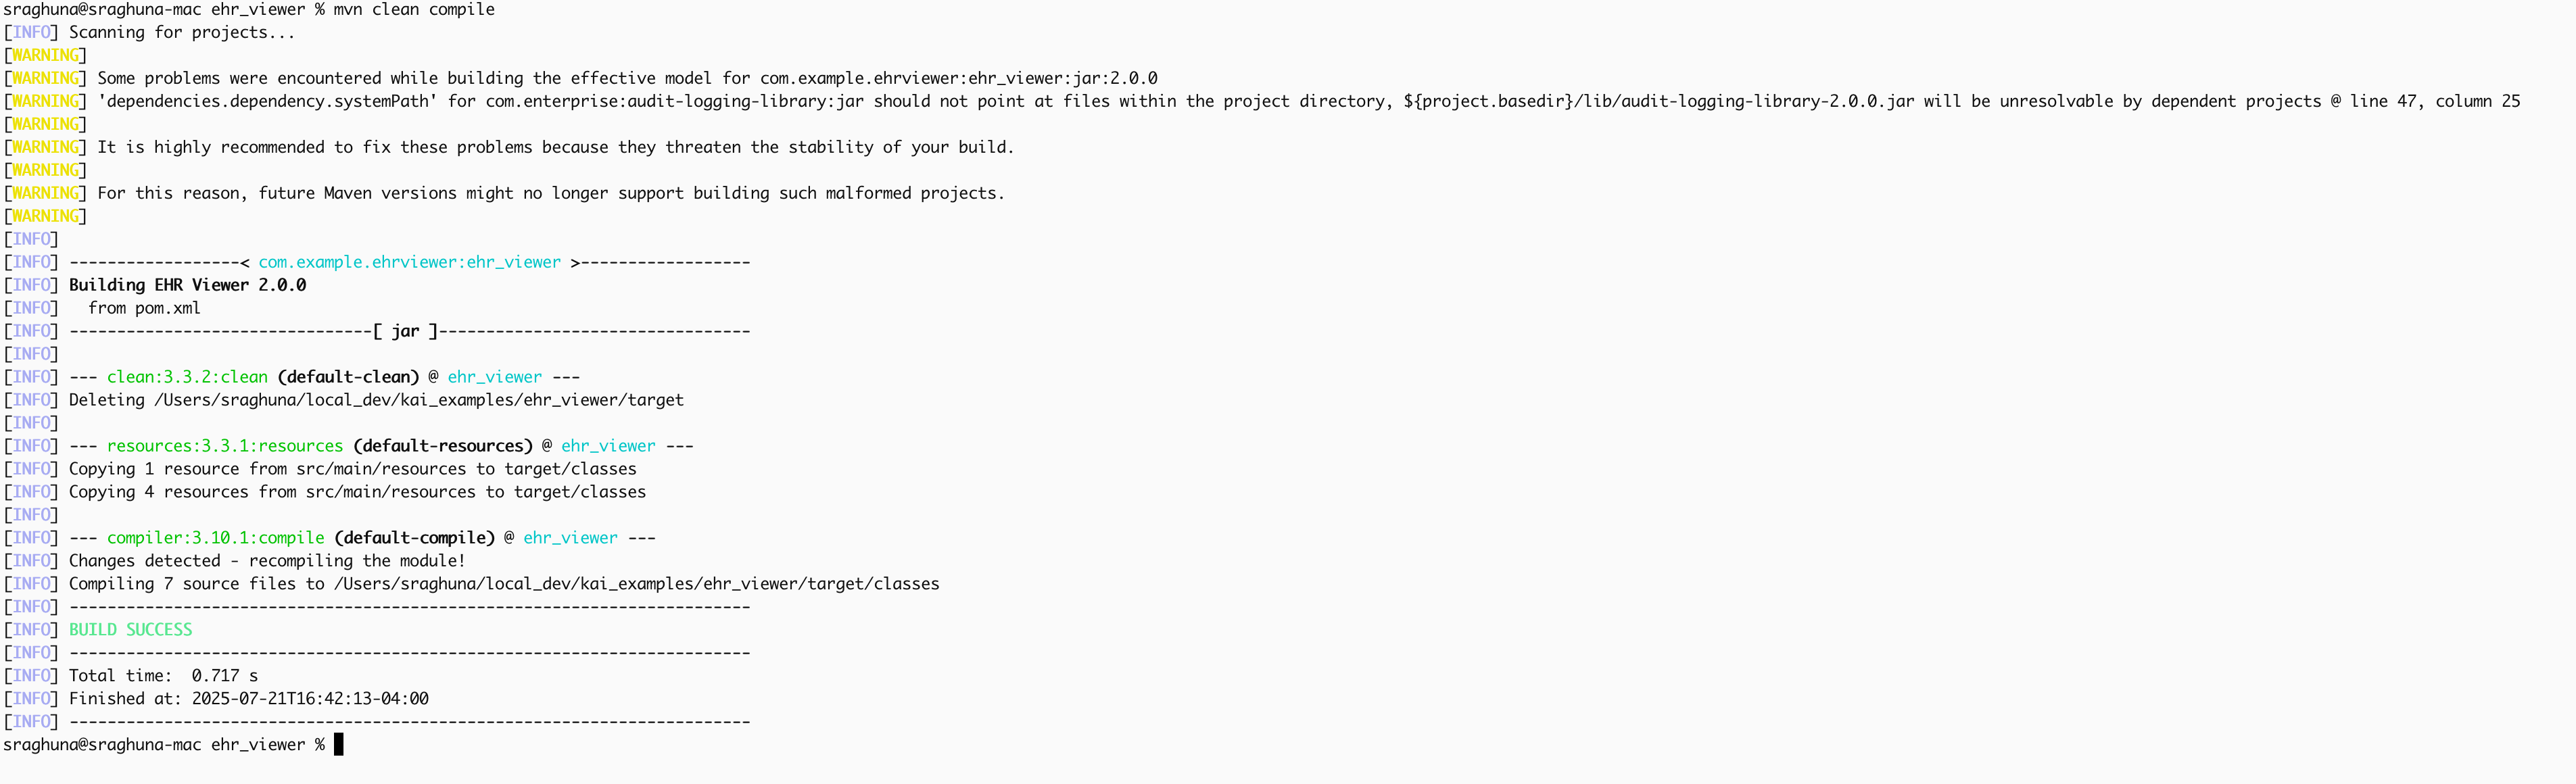 sraghuna@sraghuna-mac ehr_viewer % mvn clean compile
[INFO] Scanning for projects...
[WARNING]
[WARNING] Some problems were encountered while building the effective model for com.example.ehrviewer:ehr_viewer:jar:2.0.0
[WARNING] 'dependencies.dependency.systemPath' for com.enterprise:audit-logging-library:jar should not point at files within the project directory, ${project.basedir}/lib/audit-logging-library-2.0.0.jar will be unresolvable by dependent projects @ line 47, column 25
[WARNING]
[WARNING] It is highly recommended to fix these problems because they threaten the stability of your build.
[WARNING]
[WARNING] For this reason, future Maven versions might no longer support building such malformed projects.
[WARNING]
[INFO]
[INFO] ------------------< com.example.ehrviewer:ehr_viewer >------------------
[INFO] Building EHR Viewer 2.0.0
[INFO]   from pom.xml
[INFO] --------------------------------[ jar ]---------------------------------
[INFO]
[INFO] --- clean:3.3.2:clean (default-clean) @ ehr_viewer ---
[INFO] Deleting /Users/sraghuna/local_dev/kai_examples/ehr_viewer/target
[INFO]
[INFO] --- resources:3.3.1:resources (default-resources) @ ehr_viewer ---
[INFO] Copying 1 resource from src/main/resources to target/classes
[INFO] Copying 4 resources from src/main/resources to target/classes
[INFO]
[INFO] --- compiler:3.10.1:compile (default-compile) @ ehr_viewer ---
[INFO] Changes detected - recompiling the module!
[INFO] Compiling 7 source files to /Users/sraghuna/local_dev/kai_examples/ehr_viewer/target/classes
[INFO] ------------------------------------------------------------------------
[INFO] BUILD SUCCESS
[INFO] ------------------------------------------------------------------------
[INFO] Total time:  0.717 s
[INFO] Finished at: 2025-07-21T16:42:13-04:00
[INFO] ------------------------------------------------------------------------
sraghuna@sraghuna-mac ehr_viewer %